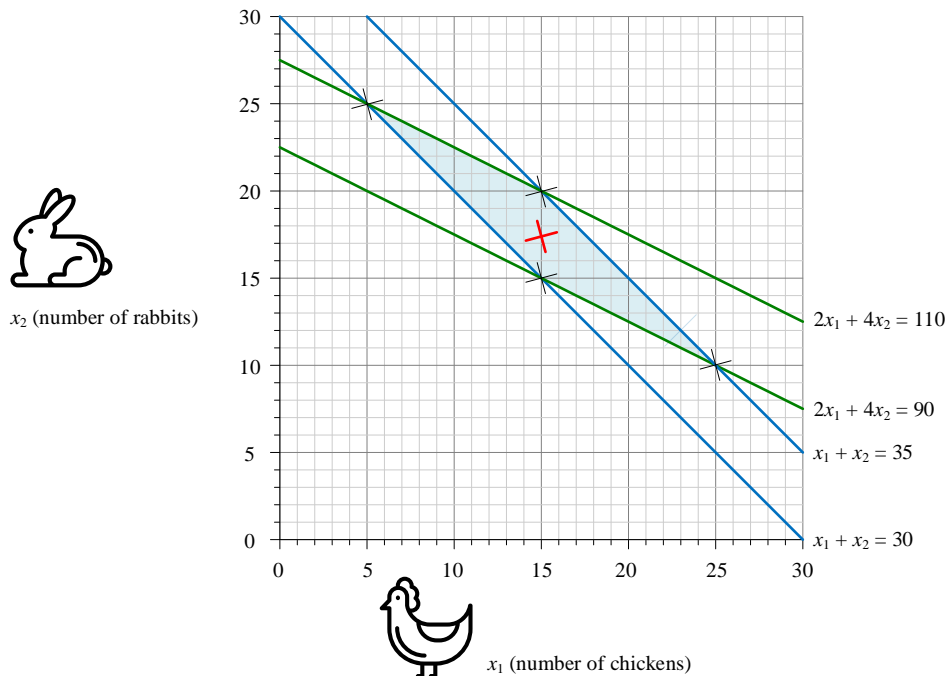 30
25
20
15
10
5
0
x₂ (number of rabbits)
2x₁ + 4x₂ = 110
2x₁ + 4x₂ = 90
x₁ + x₂ = 35
x₁ + x₂ = 30
0 5 10 15 20 25 30
x₁ (number of chickens)